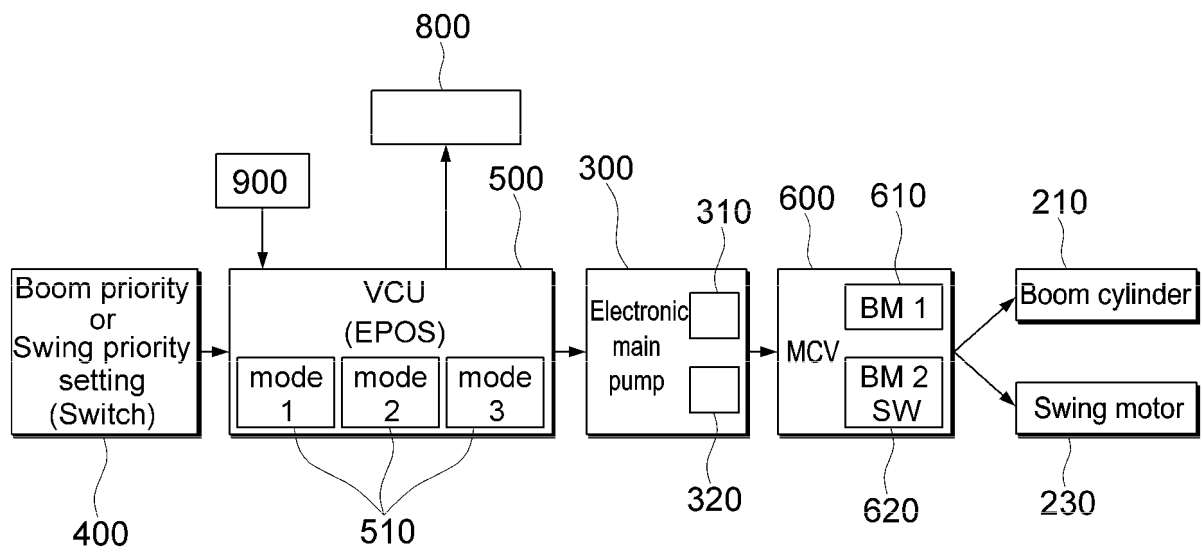 800
900
500
300
310
600
610
210
Boom priority
or
Swing priority
setting
(Switch)
VCU
(EPOS)
mode
1
mode
2
mode
3
Electronic
main
pump
MCV
BM 1
BM 2
SW
Boom cylinder
Swing motor
400
510
320
620
230